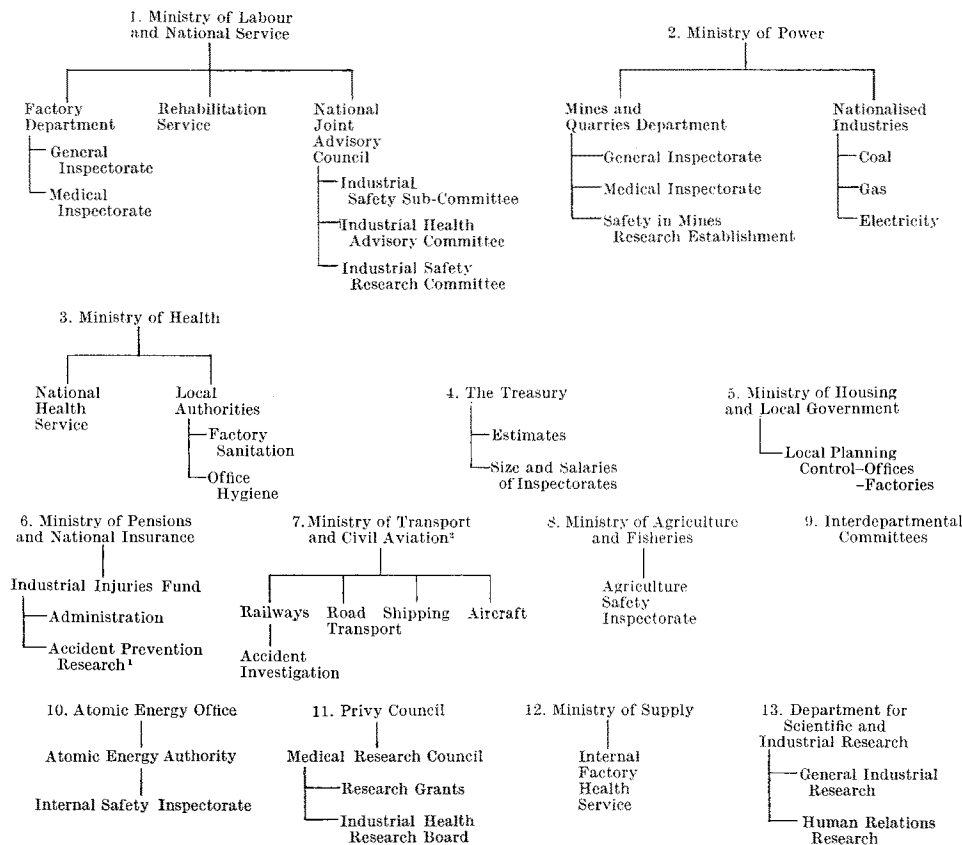 1. Ministry of Labour
and National Service
Factory
Department
General
Inspectorate
Medical
Inspectorate
Rehabilitation
Service
National
Joint
Advisory
Council
Industrial
Safety Sub-Committee
Industrial Health
Advisory Committee
Industrial Safety
Research Committee
2. Ministry of Power
Mines and
Quarries Department
General Inspectorate
Medical Inspectorate
Safety in Mines
Research Establishment
Nationalised
Industries
Coal
Gas
Electricity
3. Ministry of Health
National
Health
Service
Local
Authorities
Factory
Sanitation
Office
Hygiene
4. The Treasury
Estimates
Size and Salaries
of Inspectorates
5. Ministry of Housing
and Local Government
Local Planning
Control-Offices
-Factories
6. Ministry of Pensions
and National Insurance
Industrial Injuries Fund
Administration
Accident Prevention
Research¹
7. Ministry of Transport
and Civil Aviation²
Railways
Accident
Investigation
Road
Transport
Shipping
Aircraft
8. Ministry of Agriculture
and Fisheries
Agriculture
Safety
Inspectorate
9. Interdepartmental
Committees
10. Atomic Energy Office
Atomic Energy Authority
Internal Safety Inspectorate
11. Privy Council
Medical Research Council
Research Grants
Industrial Health
Research Board
12. Ministry of Supply
Internal
Factory
Health
Service
13. Department for
Scientific and
Industrial Research
General Industrial
Research
Human Relations
Research